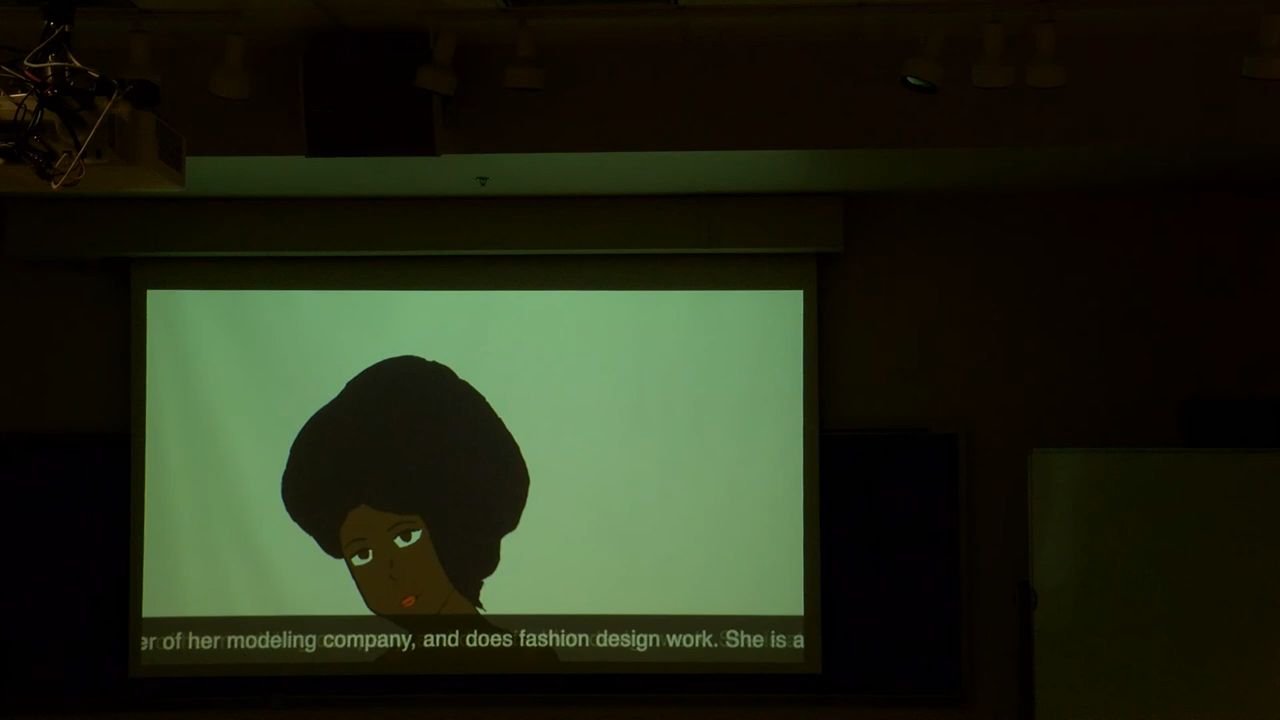 er of her modeling company, and does fashion design work. She is a